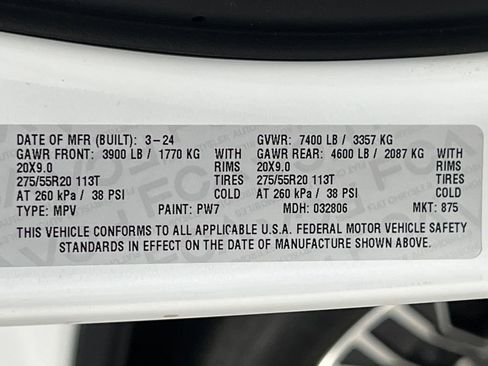 DATE OF MFR (BUILT): 3-24 GVWR: 7400 LB / 3357 KG
GAWR FRONT: 3900 LB / 1770 KG WITH GAWR REAR: 4600 LB / 2087 KG WITH
20X9.0 RIMS 20X9.0 RIMS
275/55R20 113T TIRES 275/55R20 113T TIRES
AT 260 kPa / 38 PSI COLD AT 260 kPa / 38 PSI COLD
TYPE: MPV PAINT: PW7 MDH: 032806 MKT: 875
THIS VEHICLE CONFORMS TO ALL APPLICABLE U.S.A. FEDERAL MOTOR VEHICLE SAFETY
STANDARDS IN EFFECT ON THE DATE OF MANUFACTURE SHOWN ABOVE.